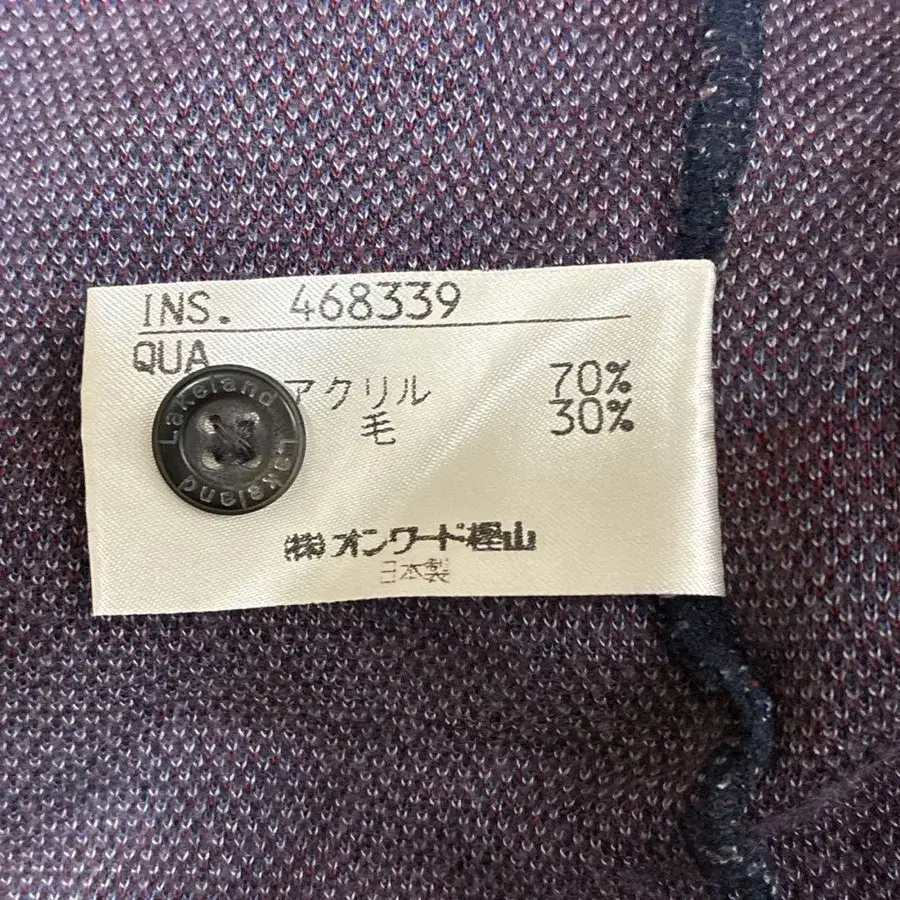 INS. 468339
QUA
アクリル 70%
毛 30%
Lakeland Lakeland
㈱オンワード樫山
日本製